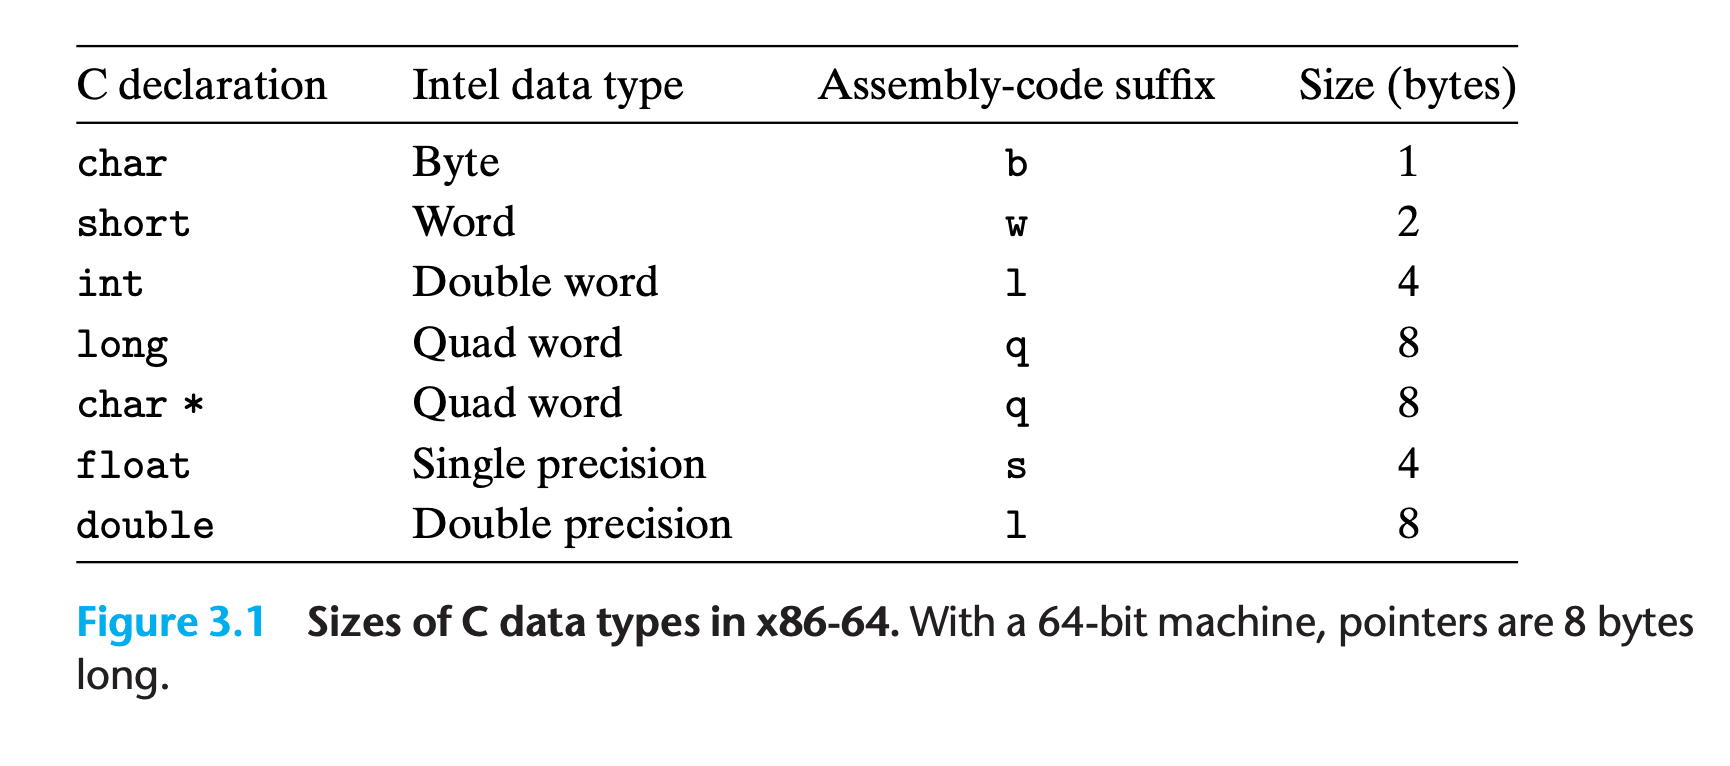 C declaration Intel data type Assembly-code suffix Size (bytes)
char Byte b 1
short Word w 2
int Double word l 4
long Quad word q 8
char * Quad word q 8
float Single precision s 4
double Double precision l 8
Figure 3.1 Sizes of C data types in x86-64. With a 64-bit machine, pointers are 8 bytes
long.